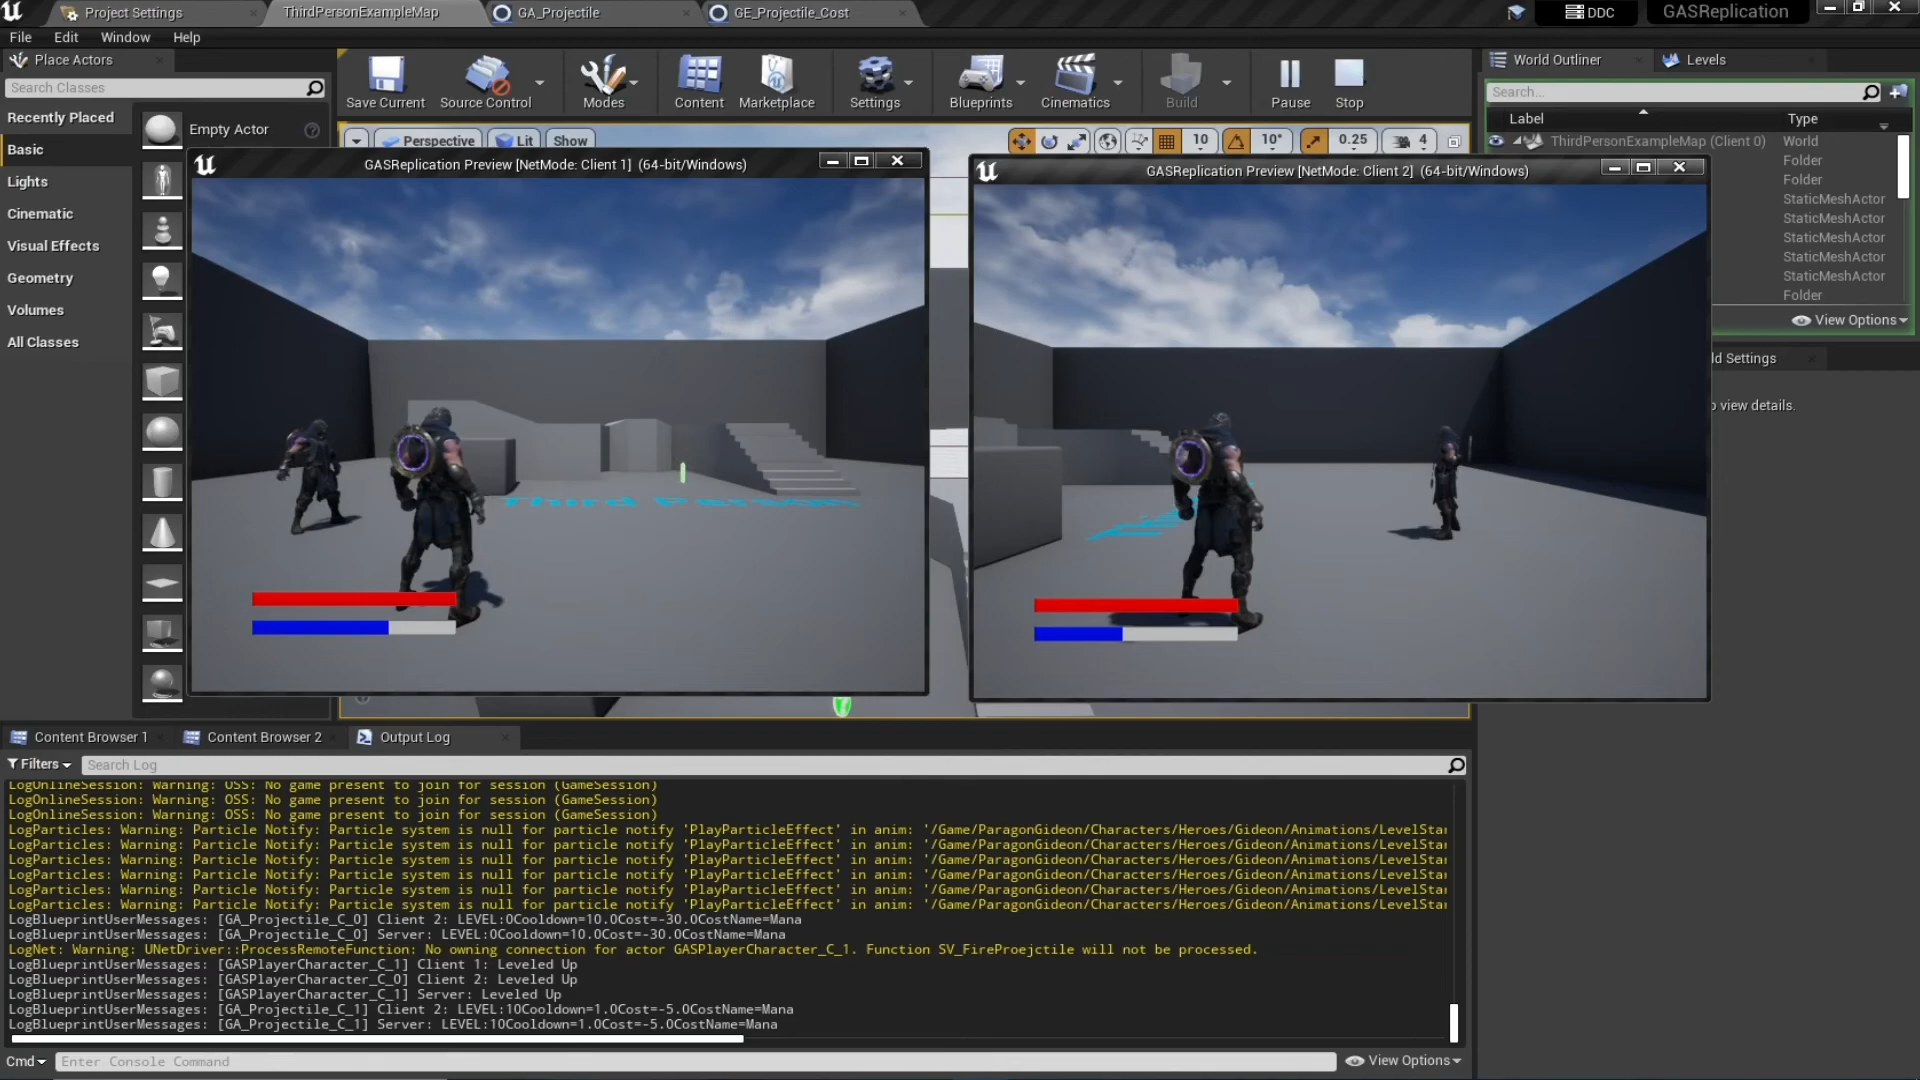 Project Settings
ThirdPersonExampleMap
GA_Projectile
GE_Projectile_Cost
DDC
GASReplication
File Edit Window Help
Place Actors
Search Classes
Recently Placed
Basic
Lights
Cinematic
Visual Effects
Geometry
Volumes
All Classes
Empty Actor
Save Current
Source Control
Modes
Content
Marketplace
Settings
Blueprints
Cinematics
Build
Pause
Stop
Perspective
Lit
Show
10
10°
0.25
4
World Outliner
Levels
Search...
Label Type
ThirdPersonExampleMap (Client 0) World
Folder
Folder
StaticMeshActor
StaticMeshActor
StaticMeshActor
StaticMeshActor
StaticMeshActor
Folder
View Options
ld Settings
view details.
GASReplication Preview [NetMode: Client 1] (64-bit/Windows)
Third Person
GASReplication Preview [NetMode: Client 2] (64-bit/Windows)
Content Browser 1
Content Browser 2
Output Log
Filters
Search Log
LogOnlineSession: Warning: OSS: No game present to join for session (GameSession)
LogOnlineSession: Warning: OSS: No game present to join for session (GameSession)
LogOnlineSession: Warning: OSS: No game present to join for session (GameSession)
LogParticles: Warning: Particle Notify: Particle system is null for particle notify 'PlayParticleEffect' in anim: '/Game/ParagonGideon/Characters/Heroes/Gideon/Animations/LevelStar
LogParticles: Warning: Particle Notify: Particle system is null for particle notify 'PlayParticleEffect' in anim: '/Game/ParagonGideon/Characters/Heroes/Gideon/Animations/LevelStar
LogParticles: Warning: Particle Notify: Particle system is null for particle notify 'PlayParticleEffect' in anim: '/Game/ParagonGideon/Characters/Heroes/Gideon/Animations/LevelStar
LogParticles: Warning: Particle Notify: Particle system is null for particle notify 'PlayParticleEffect' in anim: '/Game/ParagonGideon/Characters/Heroes/Gideon/Animations/LevelStar
LogParticles: Warning: Particle Notify: Particle system is null for particle notify 'PlayParticleEffect' in anim: '/Game/ParagonGideon/Characters/Heroes/Gideon/Animations/LevelStar
LogParticles: Warning: Particle Notify: Particle system is null for particle notify 'PlayParticleEffect' in anim: '/Game/ParagonGideon/Characters/Heroes/Gideon/Animations/LevelStar
LogBlueprintUserMessages: [GA_Projectile_C_0] Client 2: LEVEL:0Cooldown=10.0Cost=-30.0CostName=Mana
LogBlueprintUserMessages: [GA_Projectile_C_0] Server: LEVEL:0Cooldown=10.0Cost=-30.0CostName=Mana
LogNet: Warning: UNetDriver::ProcessRemoteFunction: No owning connection for actor GASPlayerCharacter_C_1. Function SV_FireProejctile will not be processed.
LogBlueprintUserMessages: [GASPlayerCharacter_C_1] Client 1: Leveled Up
LogBlueprintUserMessages: [GASPlayerCharacter_C_0] Client 2: Leveled Up
LogBlueprintUserMessages: [GASPlayerCharacter_C_1] Server: Leveled Up
LogBlueprintUserMessages: [GA_Projectile_C_1] Client 2: LEVEL:10Cooldown=1.0Cost=-5.0CostName=Mana
LogBlueprintUserMessages: [GA_Projectile_C_1] Server: LEVEL:10Cooldown=1.0Cost=-5.0CostName=Mana
Cmd
Enter Console Command
View Options